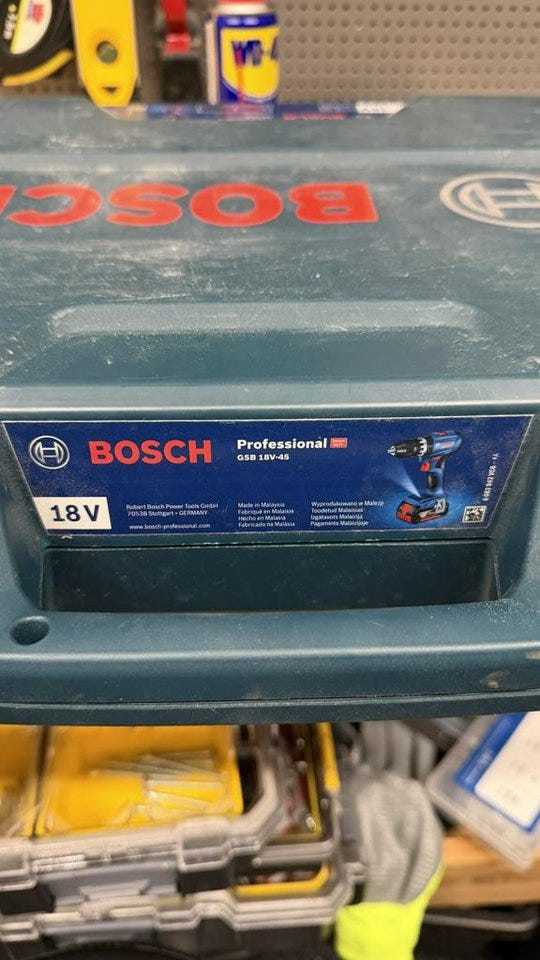 WD-4
BOSCH
BOSCH
Professional
GSB 18V-45
18 V
Robert Bosch Power Tools GmbH
70538 Stuttgart • GERMANY
www.bosch-professional.com
Made in Malaysia
Fabriqué en Malaisie
Hecho en Malasia
Fabricado na Malásia
Wyprodukowano w Malezji
Toodetud Malaisias
Izgatavots Malaizijā
Pagaminta Malaizijoje